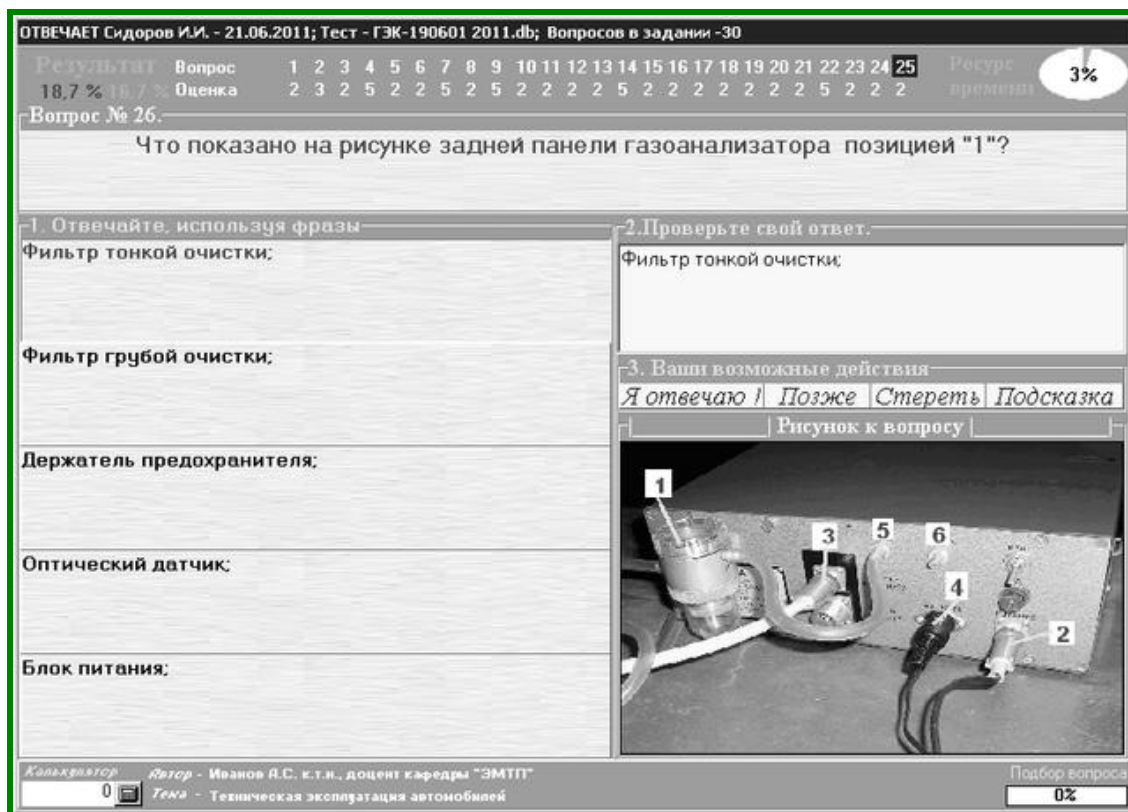 ОТВЕЧАЕТ Сидоров И.И. - 21.06.2011; Тест - ГЭК-190601 2011.db; Вопросов в задании -30
Результат Вопрос 1 2 3 4 5 6 7 8 9 10 11 12 13 14 15 16 17 18 19 20 21 22 23 24 25 Ресурс
18,7 % 16,7 % Оценка 2 3 2 5 2 2 5 2 5 2 2 2 2 5 2 2 2 2 2 2 2 5 2 2 2 времени 3%
Вопрос № 26.
Что показано на рисунке задней панели газоанализатора позицией "1"?
1. Отвечайте, используя фразы
Фильтр тонкой очистки;
Фильтр грубой очистки;
Держатель предохранителя;
Оптический датчик;
Блок питания;
2.Проверьте свой ответ.
Фильтр тонкой очистки;
3. Ваши возможные действия
Я отвечаю ! Позже Стереть Подсказка
Рисунок к вопросу
1
3
5
6
4
2
Калькулятор Автор - Иванов А.С. к.т.н., доцент кафедры "ЭМТП" Подбор вопроса
0 Тема - Техническая эксплуатация автомобилей 0%